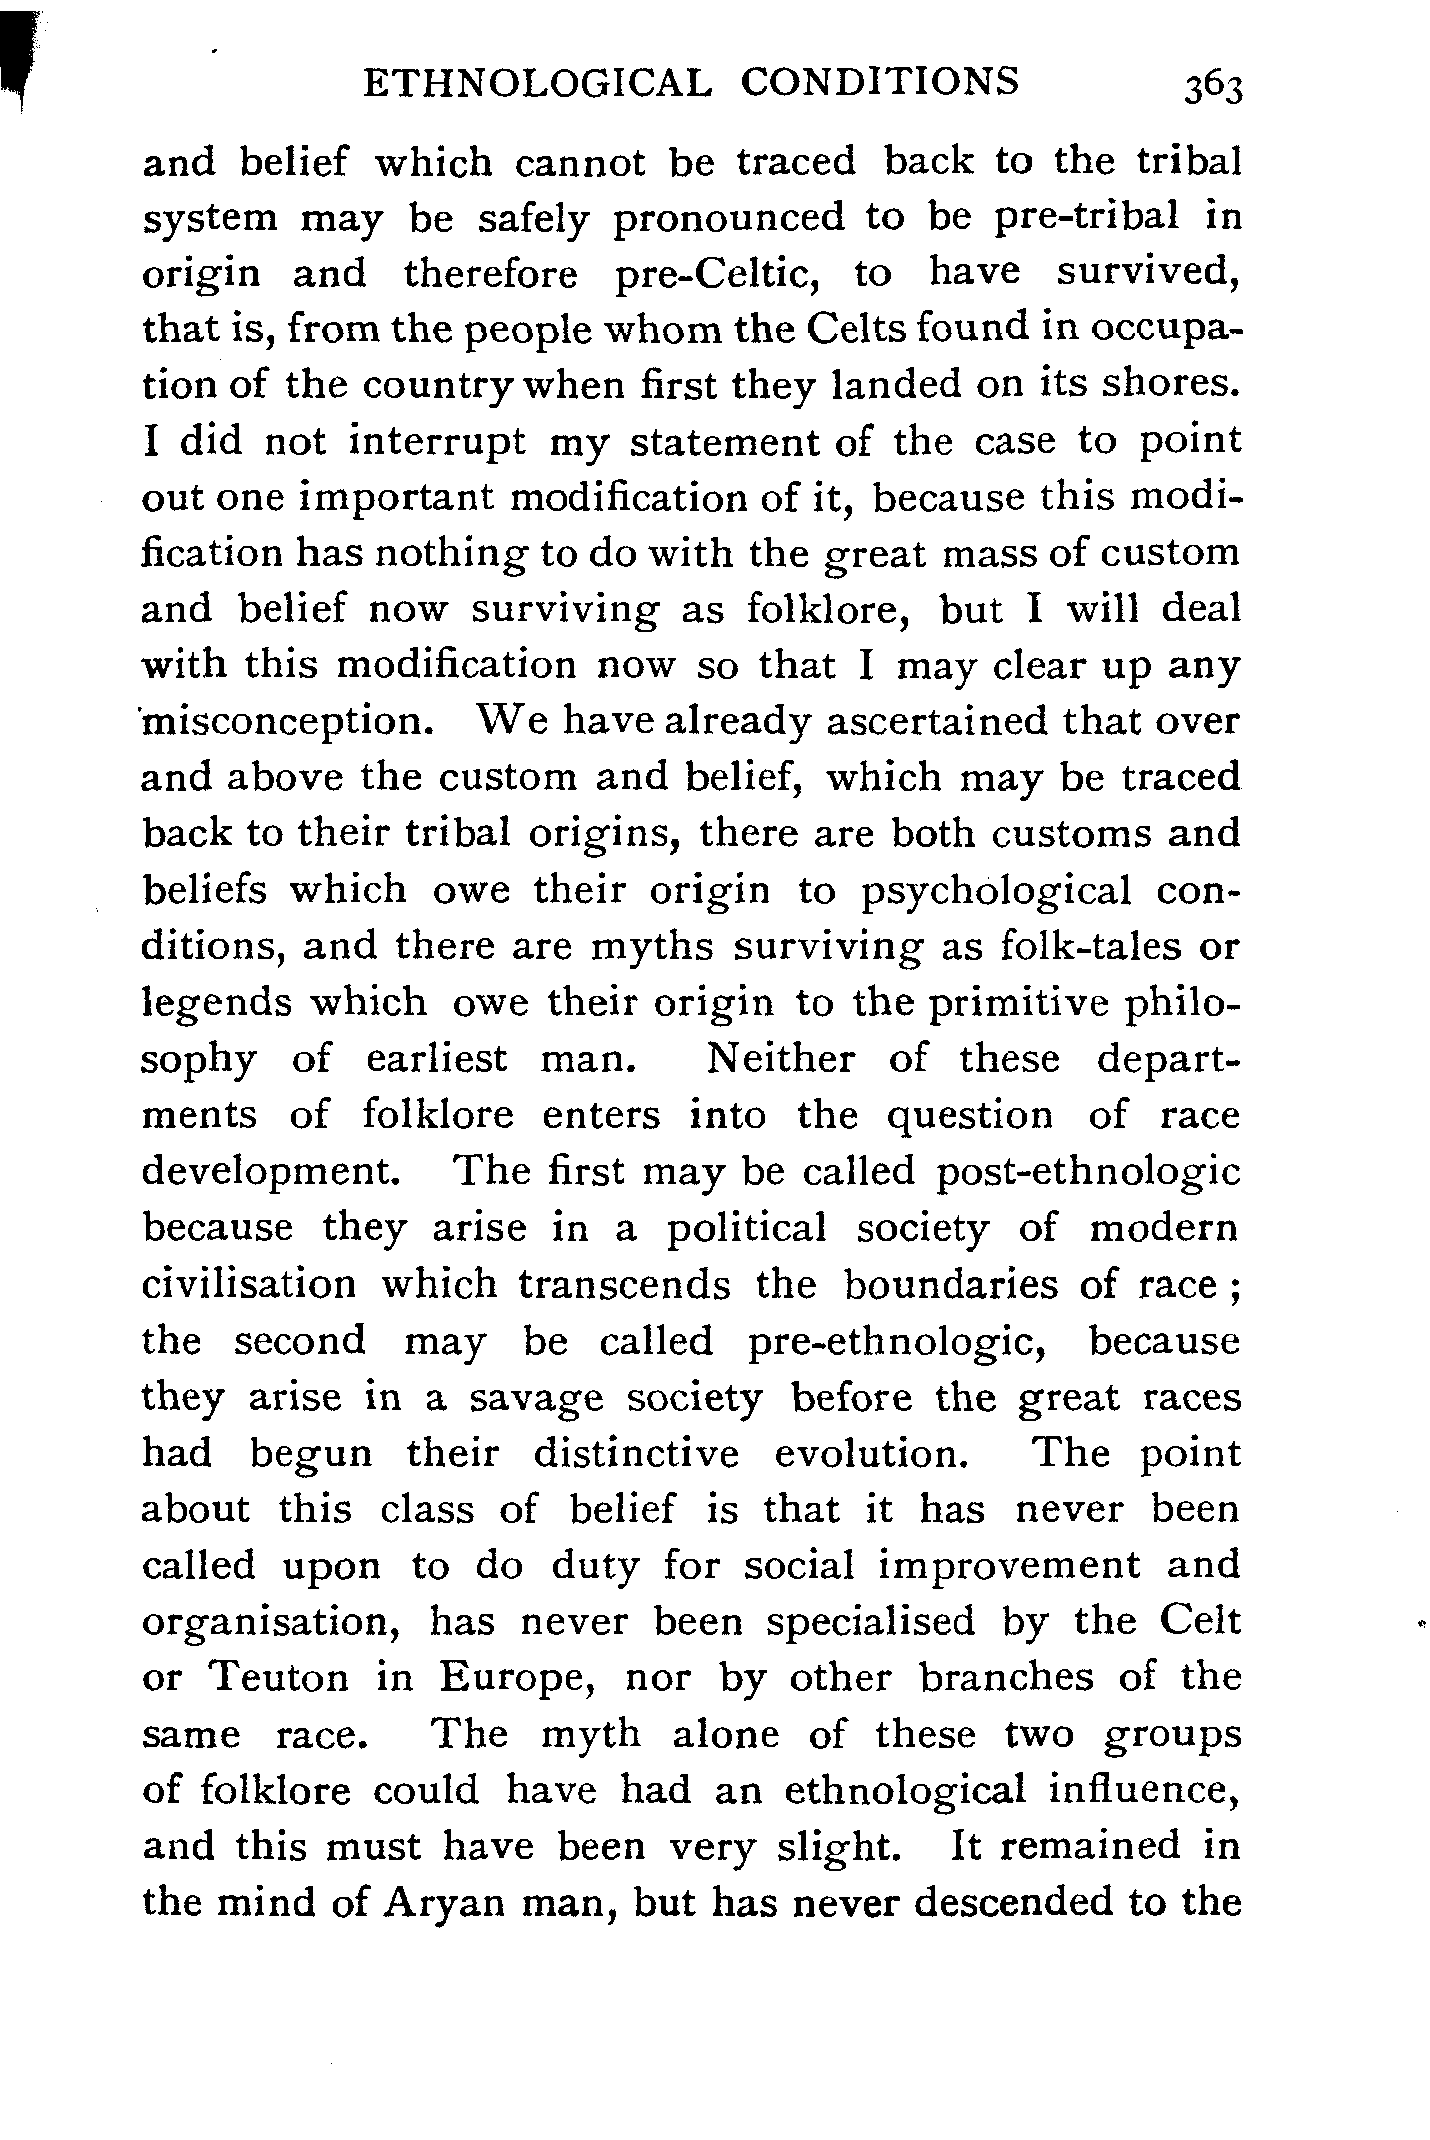 ETHNOLOGICAL CONDITIONS 363
and belief which cannot be traced back to the tribal
system may be safely pronounced to be pre-tribal in
origin and therefore pre-Celtic, to have survived,
that is, from the people whom the Celts found in occupa-
tion of the country when first they landed on its shores.
I did not interrupt my statement of the case to point
out one important modification of it, because this modi-
fication has nothing to do with the great mass of custom
and belief now surviving as folklore, but I will deal
with this modification now so that I may clear up any
misconception. We have already ascertained that over
and above the custom and belief, which may be traced
back to their tribal origins, there are both customs and
beliefs which owe their origin to psychological con-
ditions, and there are myths surviving as folk-tales or
legends which owe their origin to the primitive philo-
sophy of earliest man. Neither of these depart-
ments of folklore enters into the question of race
development. The first may be called post-ethnologic
because they arise in a political society of modern
civilisation which transcends the boundaries of race ;
the second may be called pre-ethnologic, because
they arise in a savage society before the great races
had begun their distinctive evolution. The point
about this class of belief is that it has never been
called upon to do duty for social improvement and
organisation, has never been specialised by the Celt
or Teuton in Europe, nor by other branches of the
same race. The myth alone of these two groups
of folklore could have had an ethnological influence,
and this must have been very slight. It remained in
the mind of Aryan man, but has never descended to the